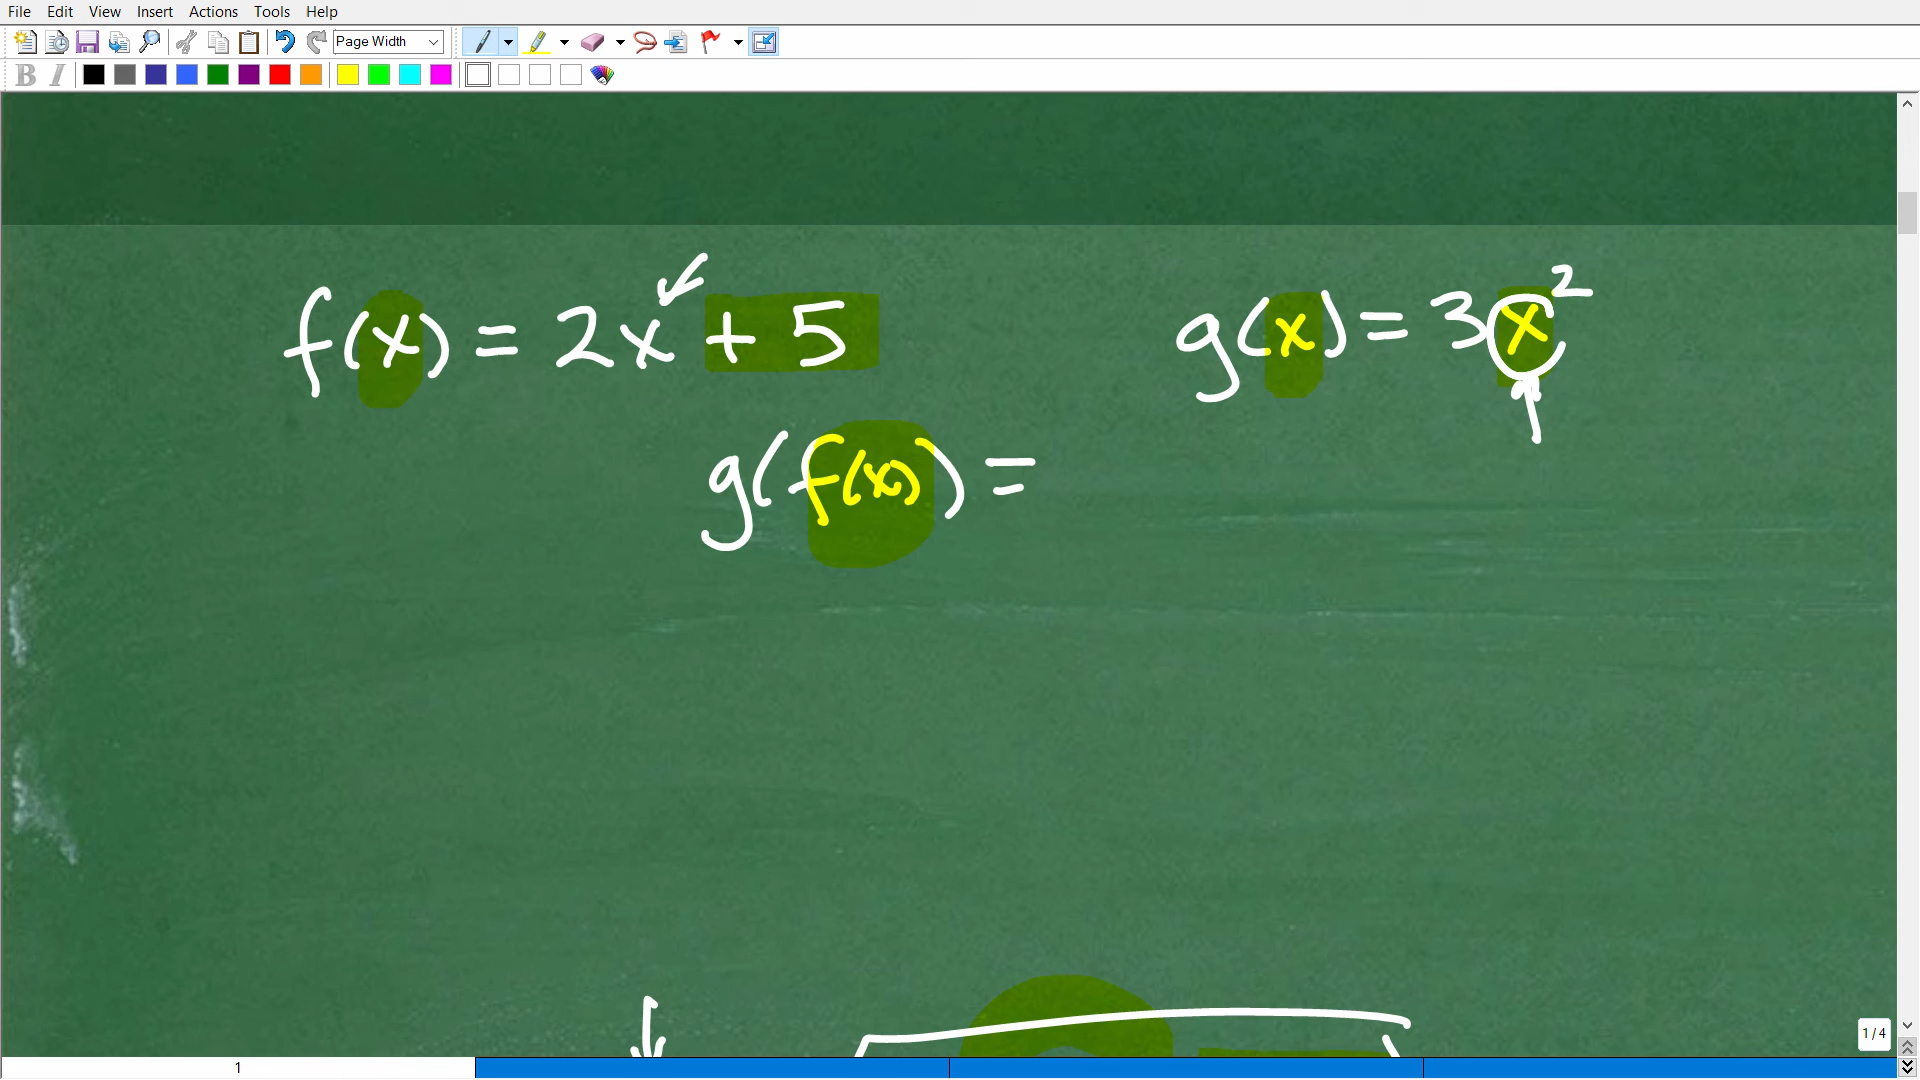 File Edit View Insert Actions Tools Help
Page Width
B I
f(x) = 2x + 5
g(x) = 3x²
g(f(x)) =
1 / 4
1